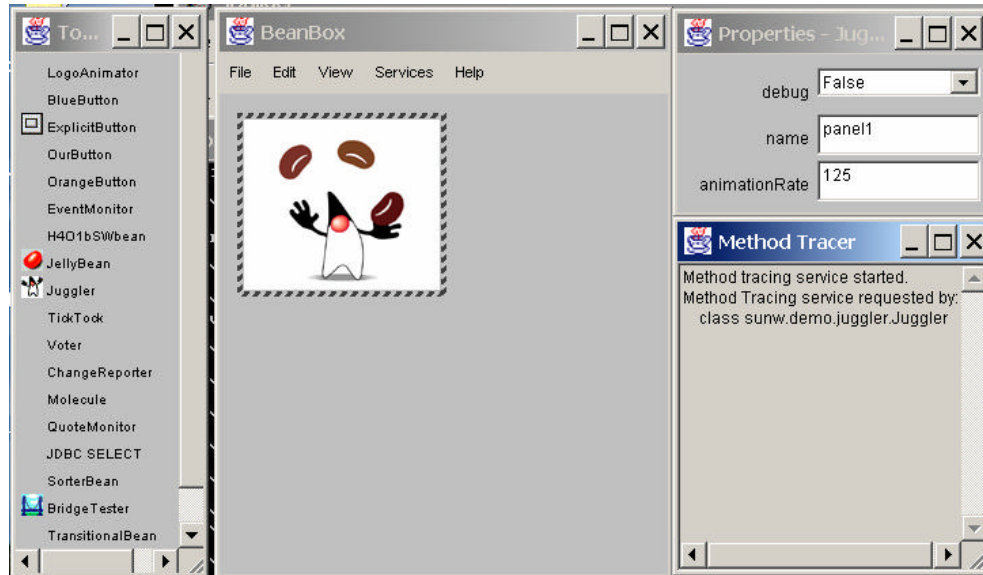 To...
LogoAnimator
BlueButton
ExplicitButton
OurButton
OrangeButton
EventMonitor
H4O1bSWbean
JellyBean
Juggler
TickTock
Voter
ChangeReporter
Molecule
QuoteMonitor
JDBC SELECT
SorterBean
BridgeTester
TransitionalBean
BeanBox
File Edit View Services Help
Properties - Jug...
debug False
name panel1
animationRate 125
Method Tracer
Method tracing service started.
Method Tracing service requested by:
class sunw.demo.juggler.Juggler